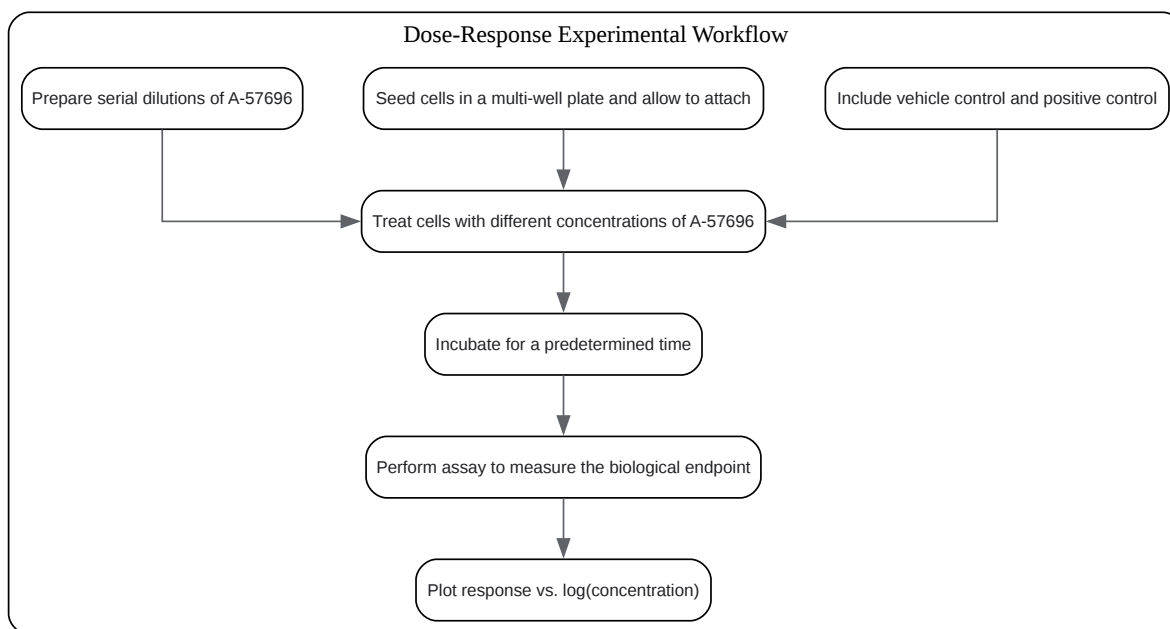 Dose-Response Experimental Workflow
Prepare serial dilutions of A-57696
Seed cells in a multi-well plate and allow to attach
Include vehicle control and positive control
Treat cells with different concentrations of A-57696
Incubate for a predetermined time
Perform assay to measure the biological endpoint
Plot response vs. log(concentration)